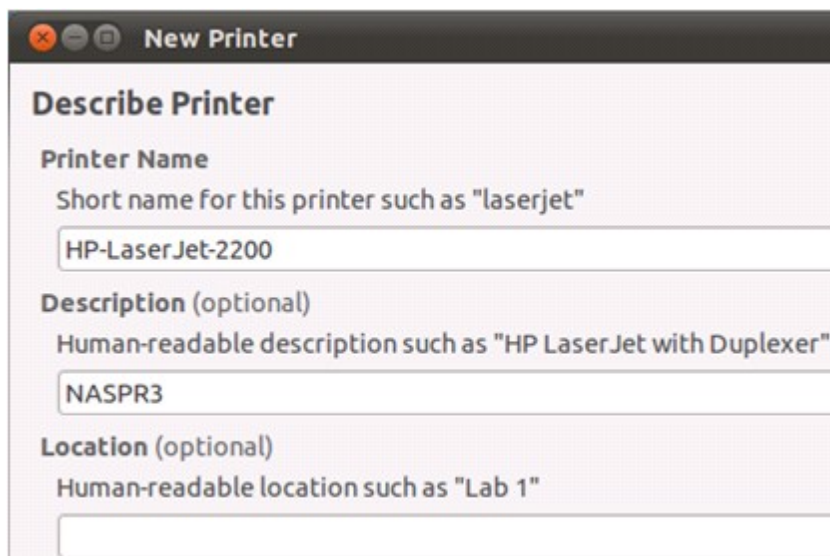 New Printer
Describe Printer
Printer Name
Short name for this printer such as "laserjet"
HP-LaserJet-2200
Description (optional)
Human-readable description such as "HP LaserJet with Duplexer"
NASPR3
Location (optional)
Human-readable location such as "Lab 1"